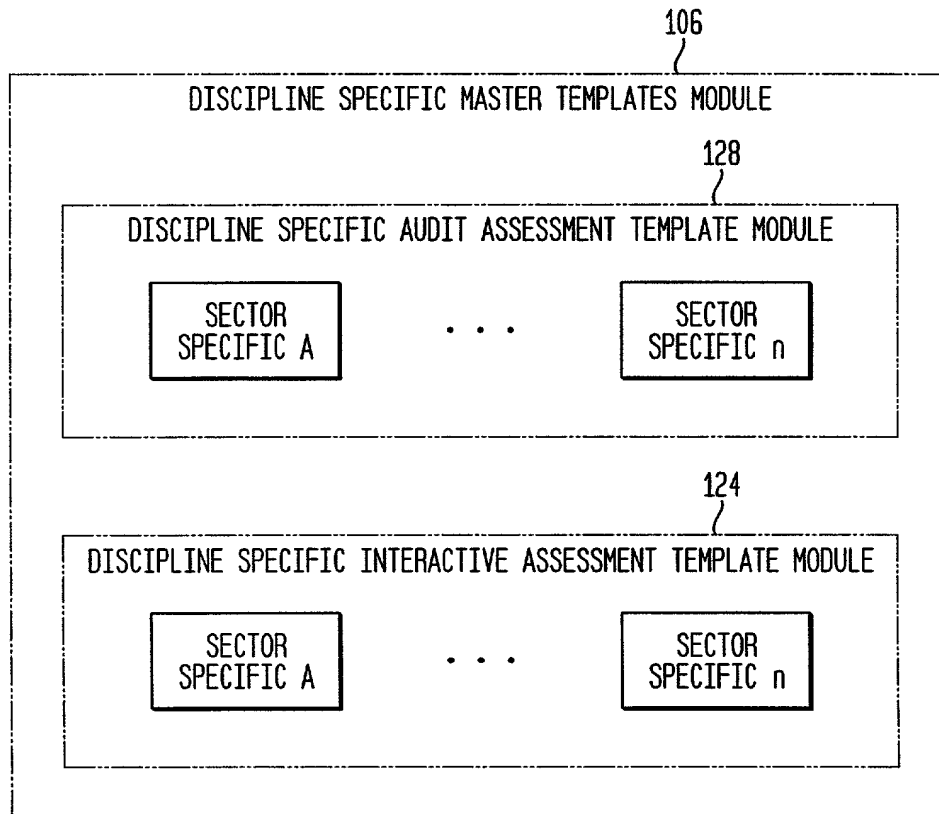 106
DISCIPLINE SPECIFIC MASTER TEMPLATES MODULE
128
DISCIPLINE SPECIFIC AUDIT ASSESSMENT TEMPLATE MODULE
SECTOR
SPECIFIC A
. . .
SECTOR
SPECIFIC n
124
DISCIPLINE SPECIFIC INTERACTIVE ASSESSMENT TEMPLATE MODULE
SECTOR
SPECIFIC A
. . .
SECTOR
SPECIFIC n